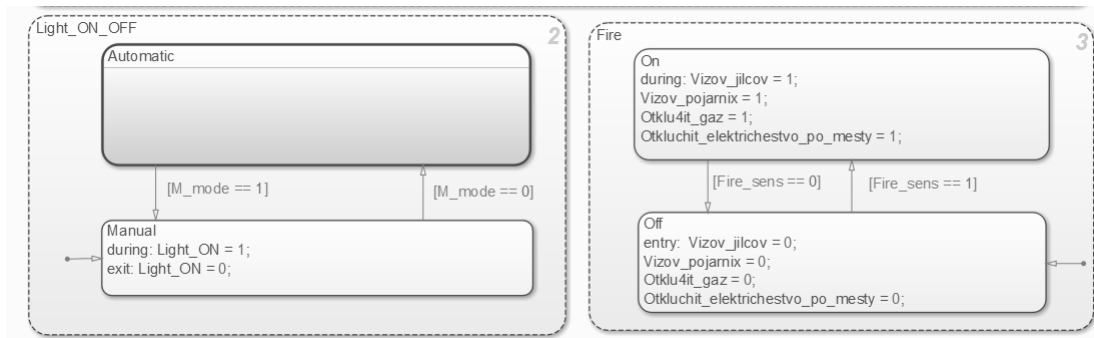 Light_ON_OFF
2
Automatic
[M_mode == 1]
[M_mode == 0]
Manual
during: Light_ON = 1;
exit: Light_ON = 0;
Fire
3
On
during: Vizov_jilcov = 1;
Vizov_pojarnix = 1;
Otklu4it_gaz = 1;
Otkluchit_elektrichestvo_po_mesty = 1;
[Fire_sens == 0]
[Fire_sens == 1]
Off
entry:  Vizov_jilcov = 0;
Vizov_pojarnix = 0;
Otklu4it_gaz = 0;
Otkluchit_elektrichestvo_po_mesty = 0;